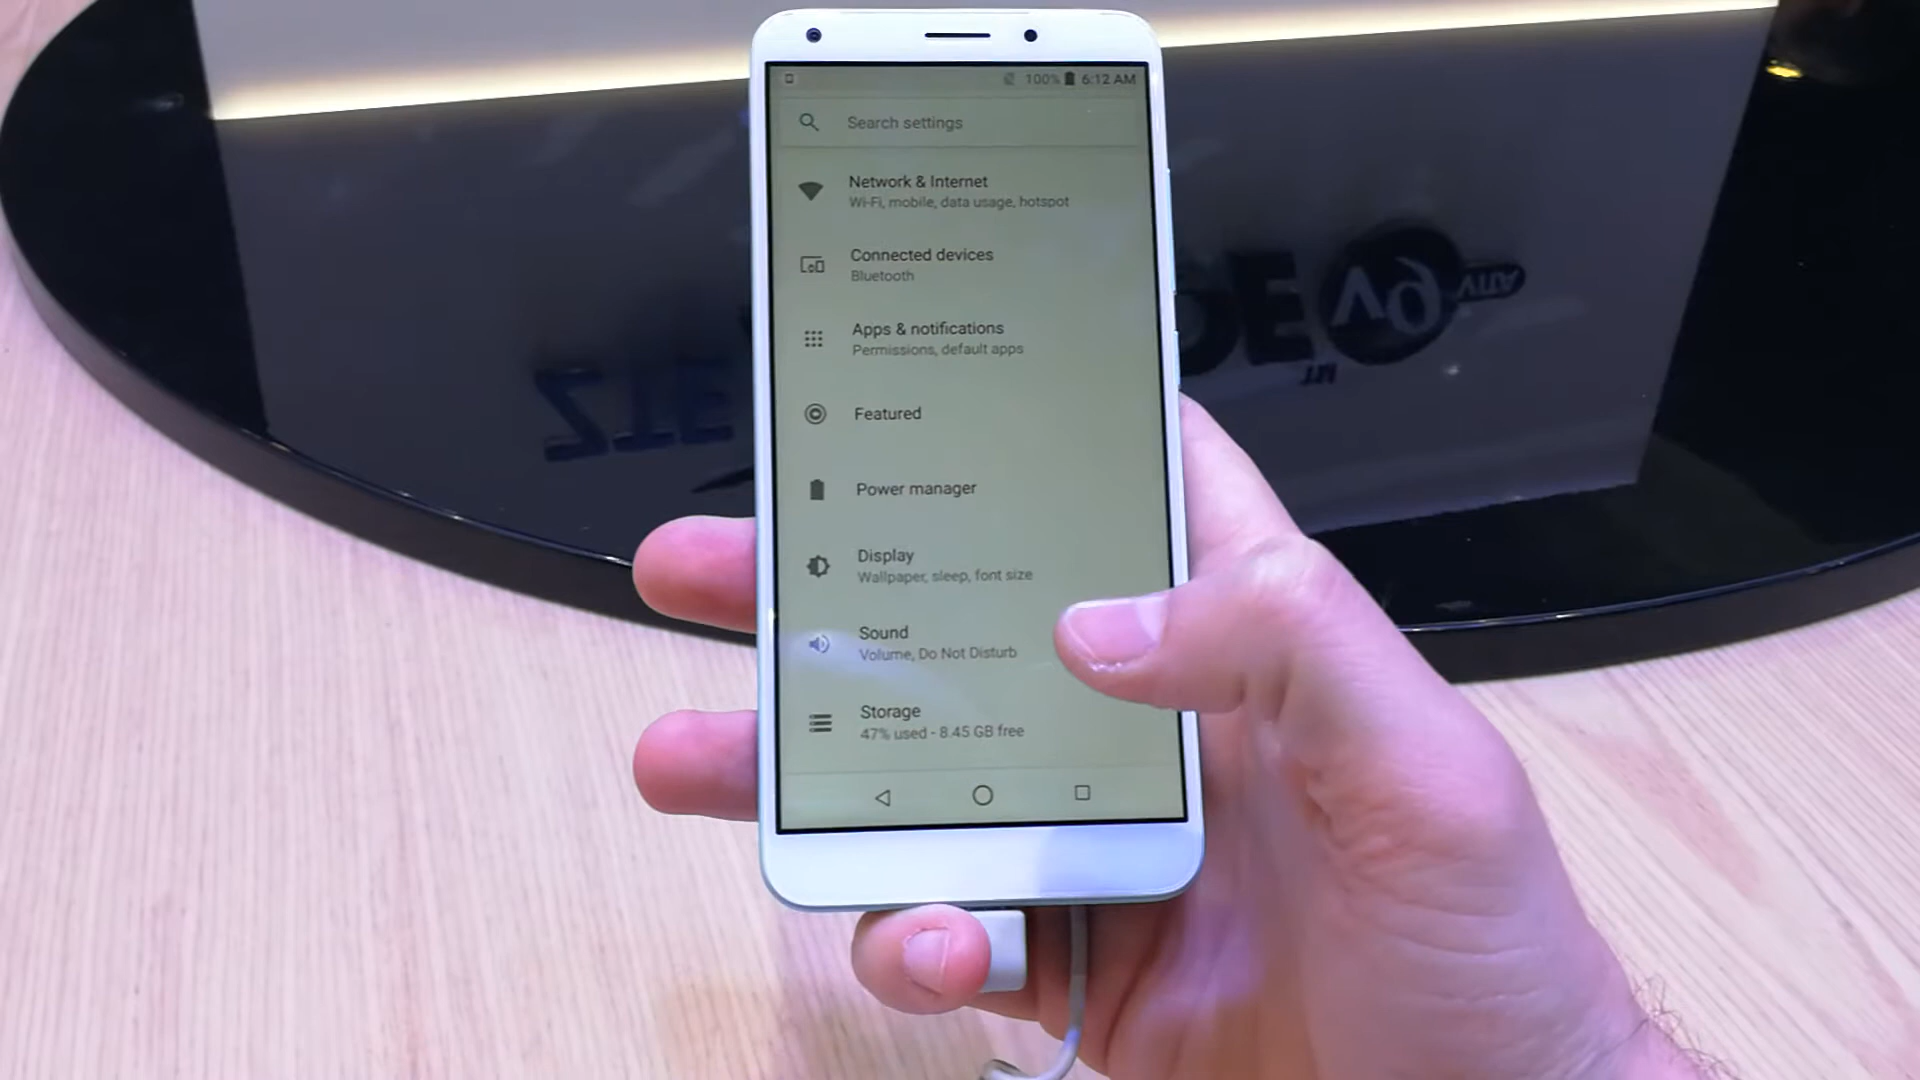 100% 6:12 AM
Search settings
Network & Internet
Wi-Fi, mobile, data usage, hotspot
Connected devices
Bluetooth
Apps & notifications
Permissions, default apps
Featured
Power manager
Display
Wallpaper, sleep, font size
Sound
Volume, Do Not Disturb
Storage
47% used - 8.45 GB free
ZTE